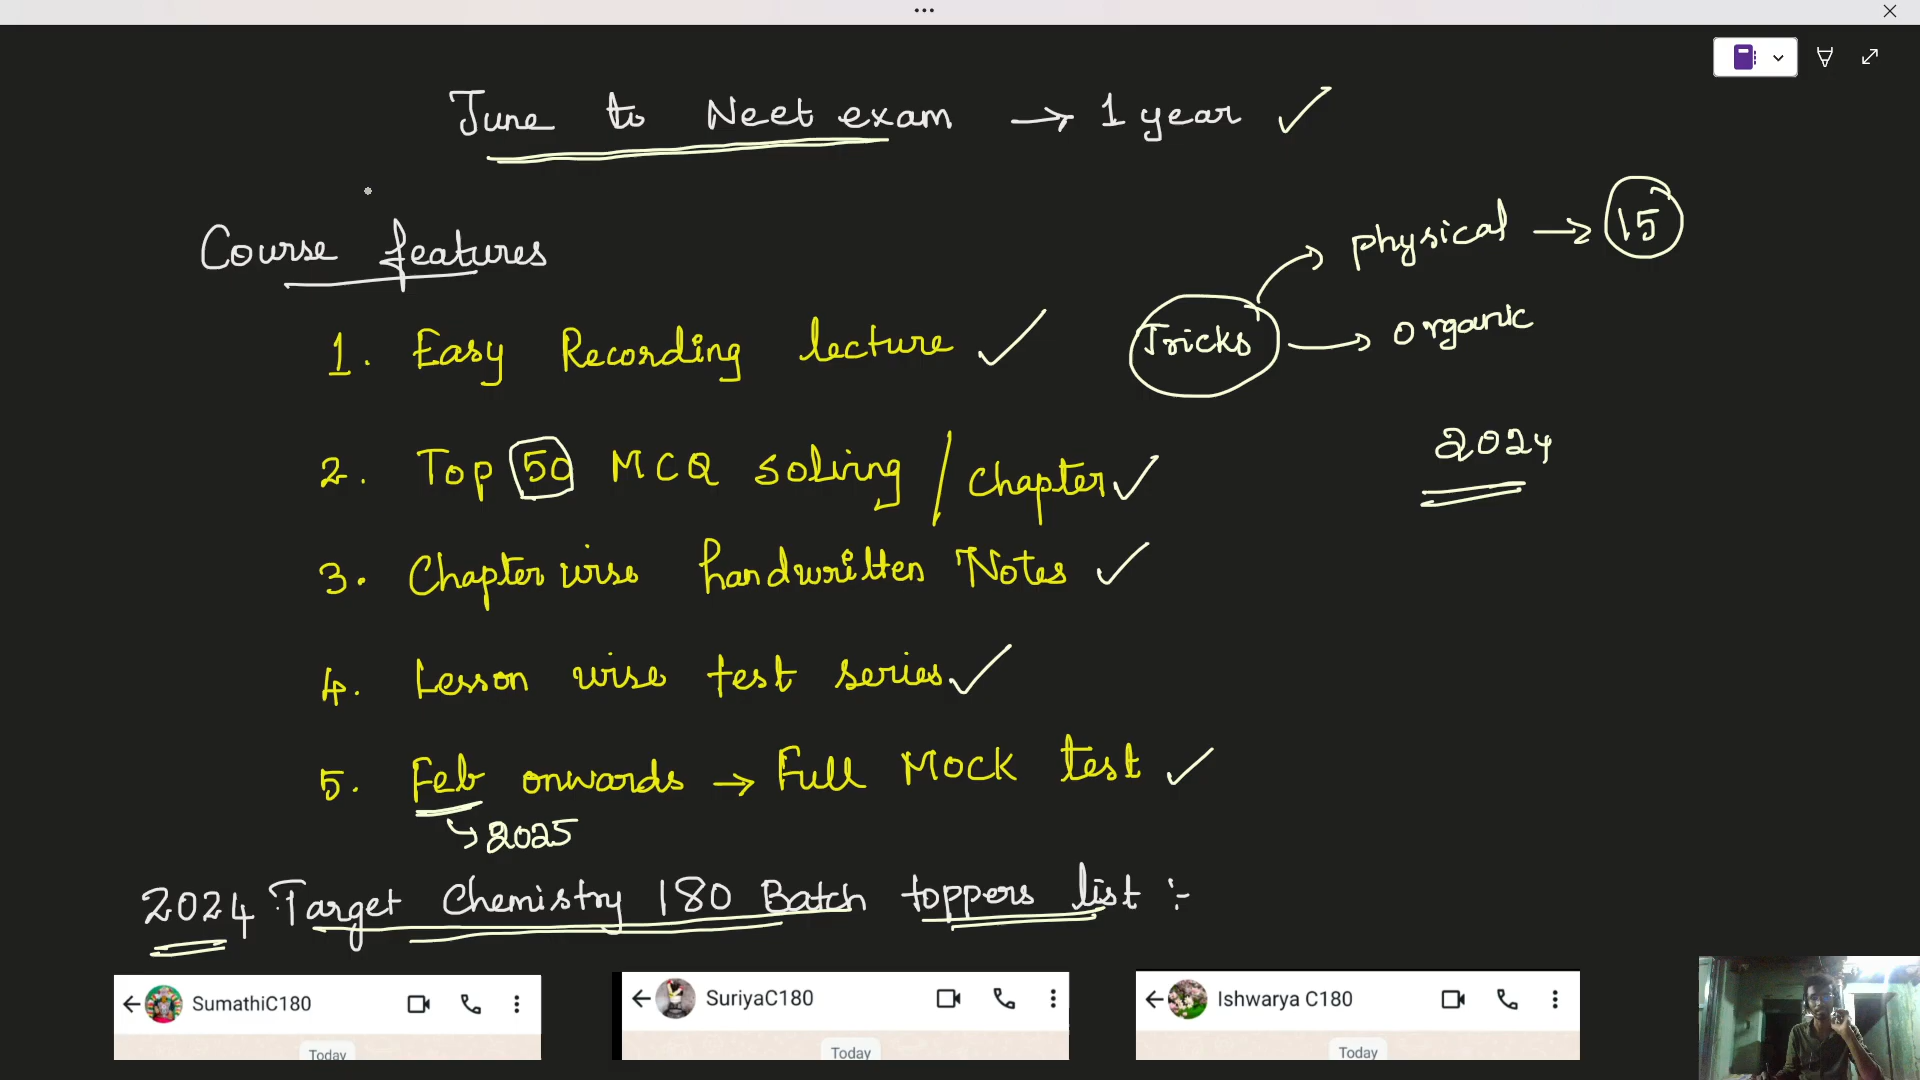 June to Neet exam → 1 year ✓
Course features
Tricks
physical → 15
organic
1. Easy Recording lecture ✓
2. Top 50 MCQ solving / chapter ✓
2024
3. Chapter wise handwritten Notes ✓
4. Lesson wise test series ✓
5. Feb onwards → Full Mock test ✓
↳ 2025
2024 Target Chemistry 180 Batch toppers list :-
SumathiC180
Today
SuriyaC180
Today
Ishwarya C180
Today